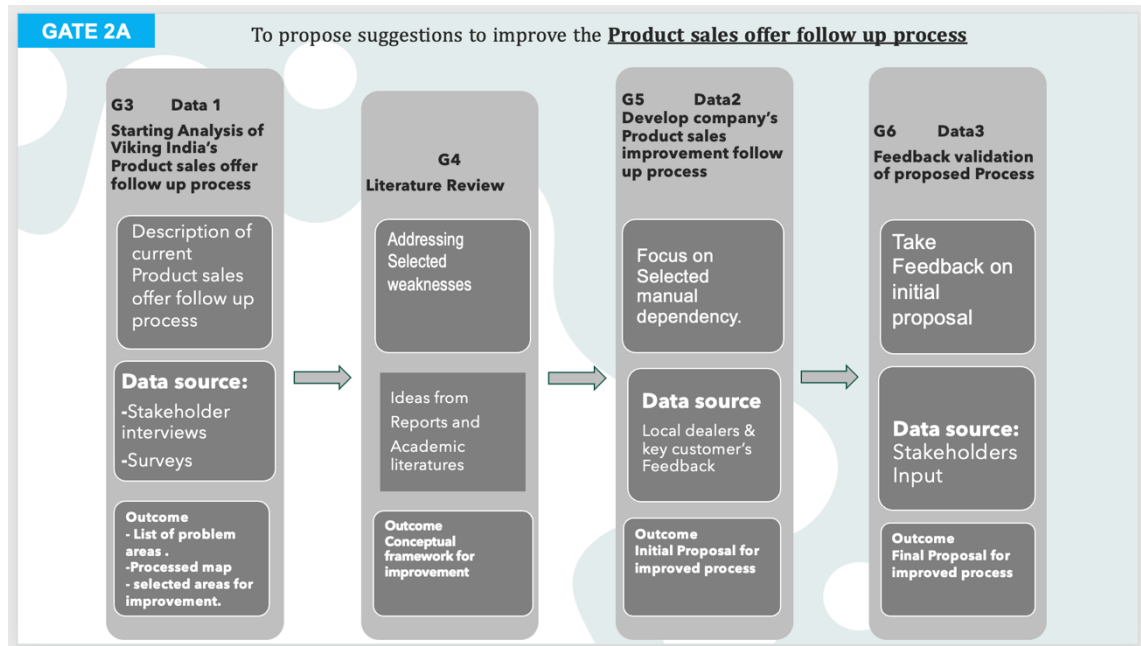 GATE 2A
To propose suggestions to improve the Product sales offer follow up process
G3 Data 1
Starting Analysis of
Viking India's
Product sales offer
follow up process
Description of
current
Product sales
offer follow up
process
Data source:
-Stakeholder
interviews
-Surveys
Outcome
- List of problem
areas .
-Processed map
- selected areas for
improvement.
G4
Literature Review
Addressing
Selected
weaknesses
Ideas from
Reports and
Academic
literatures
Outcome
Conceptual
framework for
improvement
G5 Data2
Develop company's
Product sales
improvement follow
up process
Focus on
Selected
manual
dependency.
Data source
Local dealers &
key customer's
Feedback
Outcome
Initial Proposal for
improved process
G6 Data3
Feedback validation
of proposed Process
Take
Feedback on
initial
proposal
Data source:
Stakeholders
Input
Outcome
Final Proposal for
improved process